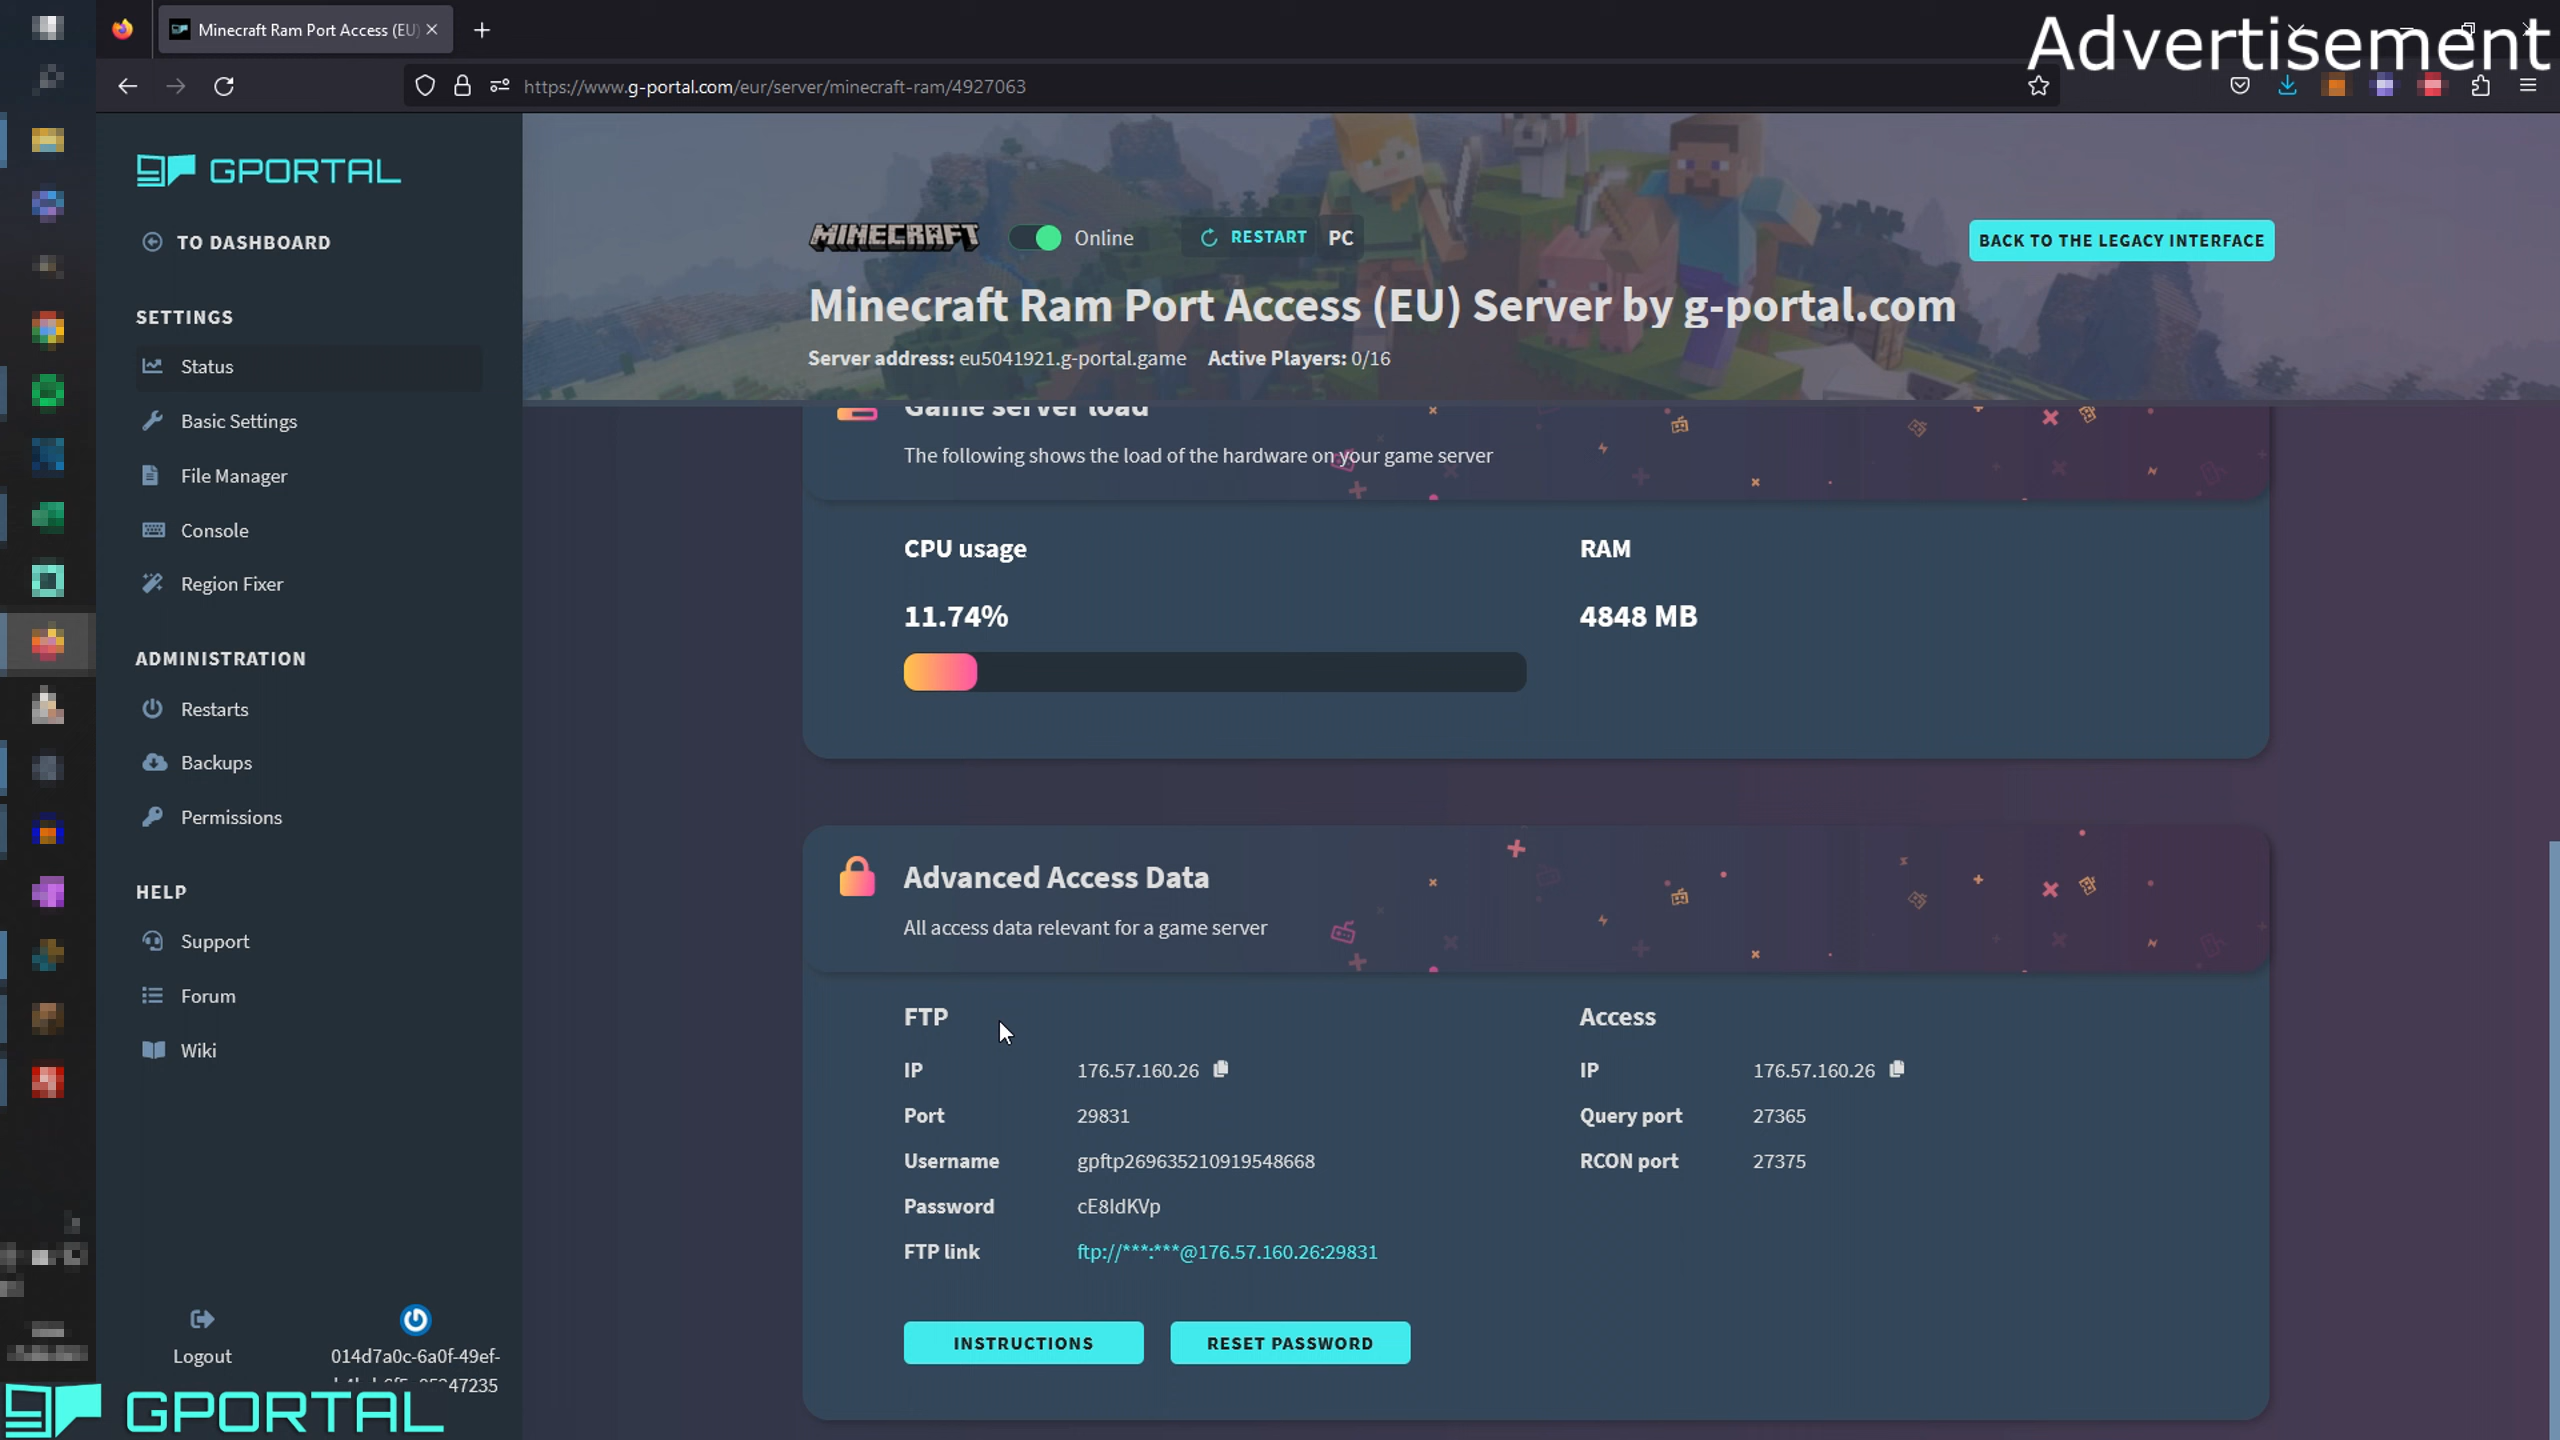 Minecraft Ram Port Access (EU)
Advertisement
https://www.g-portal.com/eur/server/minecraft-ram/4927063
GPORTAL
TO DASHBOARD
SETTINGS
Status
Basic Settings
File Manager
Console
Region Fixer
ADMINISTRATION
Restarts
Backups
Permissions
HELP
Support
Forum
Wiki
Logout
014d7a0c-6a0f-49ef-
GPORTAL
MINECRAFT
Online
RESTART
PC
BACK TO THE LEGACY INTERFACE
Minecraft Ram Port Access (EU) Server by g-portal.com
Server address: eu5041921.g-portal.game Active Players: 0/16
Game server load
The following shows the load of the hardware on your game server
CPU usage
11.74%
RAM
4848 MB
Advanced Access Data
All access data relevant for a game server
FTP
IP 176.57.160.26
Port 29831
Username gpftp269635210919548668
Password cE8IdKVp
FTP link ftp://***:***@176.57.160.26:29831
INSTRUCTIONS
RESET PASSWORD
Access
IP 176.57.160.26
Query port 27365
RCON port 27375